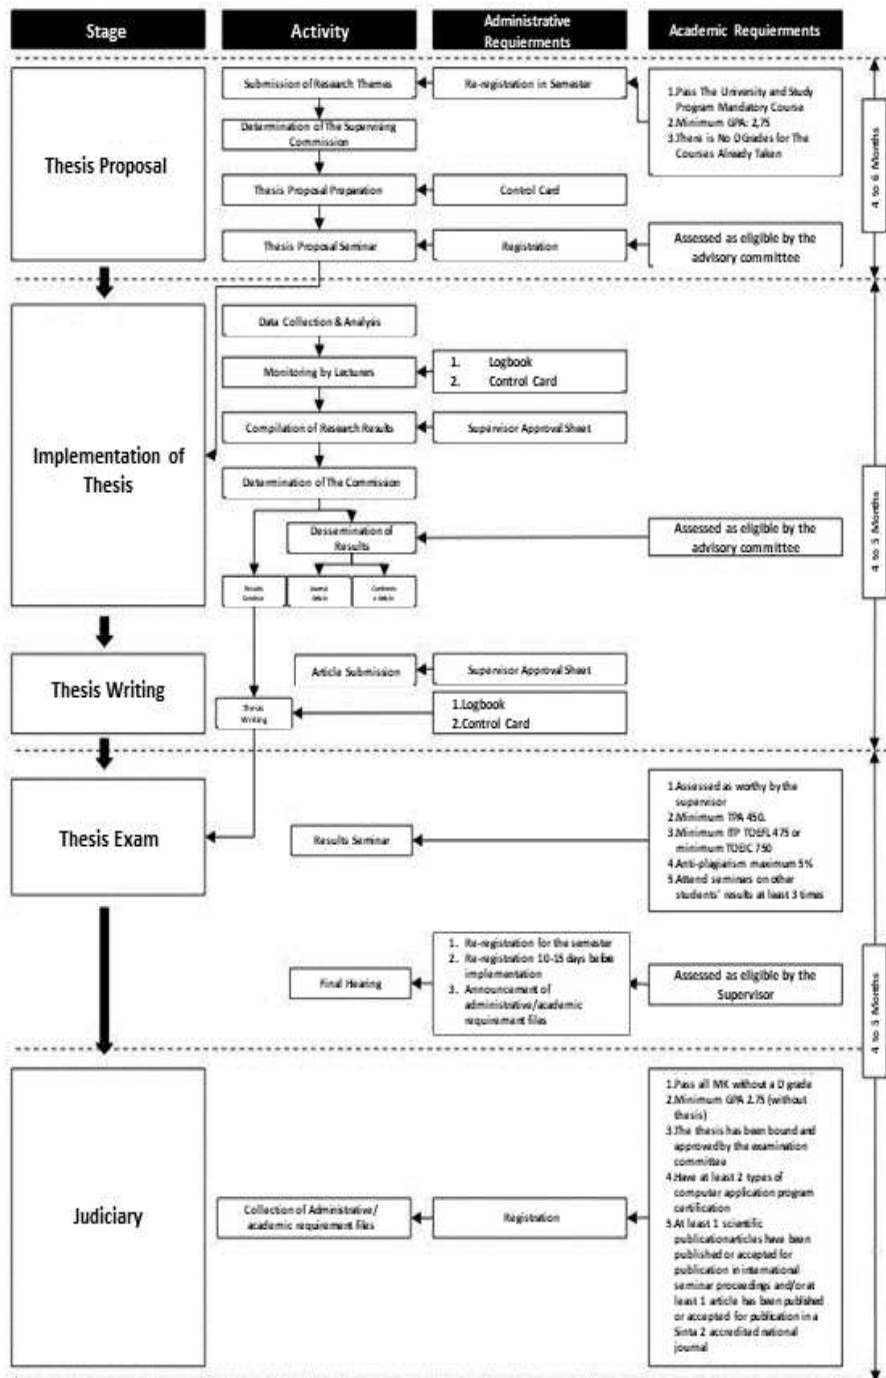 Stage
Activity
Administrative
Requierments
Academic Requierments
Thesis Proposal
Submission of Research Themes
Re-registration in Semester
1.Pass The University and Study
Program Mandatory Course
2.Minimum GPA: 2,75
3.There is No D Grades for The
Courses Already Taken
Determination of The Supervising
Commission
Thesis Proposal Preparation
Control Card
Thesis Proposal Seminar
Registration
Assessed as eligible by the
advisory committee
4 to 6 Months
Implementation of
Thesis
Data Collection & Analysis
Monitoring by Lectures
1. Logbook
2. Control Card
Compilation of Research Results
Supervisor Approval Sheet
Determination of The Commission
Dessemination of
Results
Assessed as eligible by the
advisory committee
Results
Seminar
4 to 5 Months
Thesis Writing
Article Submission
Supervisor Approval Sheet
Thesis
Writing
1.Logbook
2.Control Card
Thesis Exam
Results Seminar
1.Assessed as worthy by the
supervisor
2.Minimum TPA 450.
3.Minimum ITP TOEFL 475 or
minimum TOEIC 750
4.Anti-plagiarism maximum 5%
5.Attend seminars on other
students' results at least 3 times
Final Hearing
1. Re-registration for the semester
2. Re-registration 10-15 days before
implementation
3. Announcement of
administrative/academic
requirement files
Assessed as eligible by the
Supervisor
4 to 5 Months
Judiciary
Collection of Administrative/
academic requirement files
Registration
1.Pass all MK without a D grade
2.Minimum GPA 2.75 (without
thesis)
3.The thesis has been bound and
approved by the examination
committee
4.Have at least 2 types of
computer application program
certification
5.At least 1 scientific
publication articles have been
published or accepted for
publication in international
seminar proceedings and/or at
least 1 article has been published
or accepted for publication in a
Sinta 2 accredited national
journal